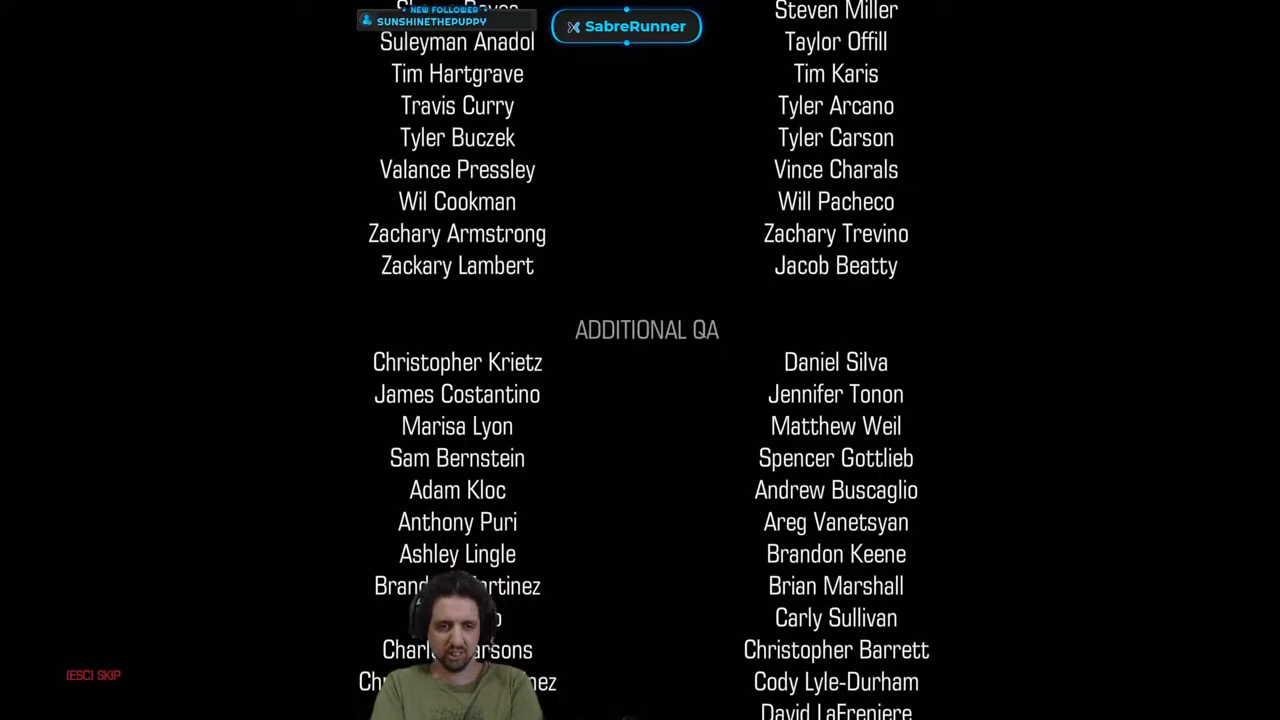 NEW FOLLOWER
SUNSHINETHEPUPPY
SabreRunner
Steven Miller
Suleyman Anadol
Taylor Offill
Tim Hartgrave
Tim Karis
Travis Curry
Tyler Arcano
Tyler Buczek
Tyler Carson
Valance Pressley
Vince Charals
Wil Cookman
Will Pacheco
Zachary Armstrong
Zachary Trevino
Zackary Lambert
Jacob Beatty
ADDITIONAL QA
Christopher Krietz
Daniel Silva
James Costantino
Jennifer Tonon
Marisa Lyon
Matthew Weil
Sam Bernstein
Spencer Gottlieb
Adam Kloc
Andrew Buscaglio
Anthony Puri
Areg Vanetsyan
Ashley Lingle
Brandon Keene
Brian Marshall
Carly Sullivan
Christopher Barrett
[ESC] SKIP
Cody Lyle-Durham
David LaFreniere